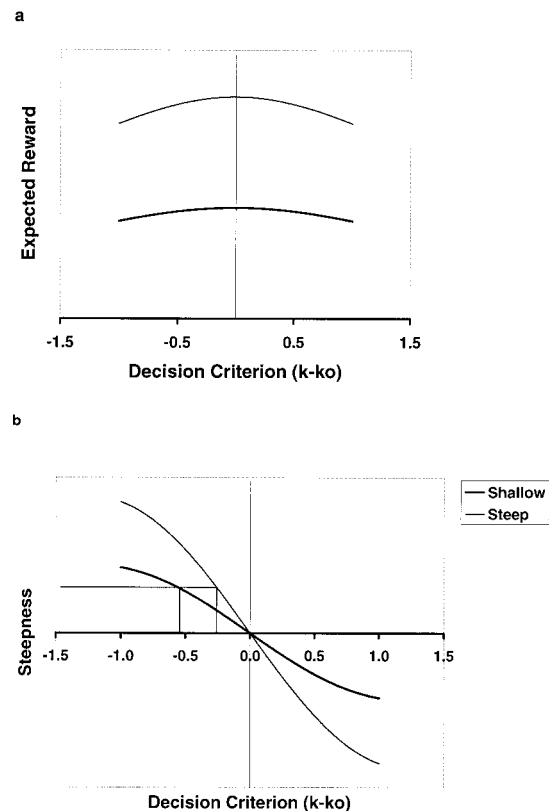 a
Expected Reward
-1.5 -0.5 0.5 1.5
Decision Criterion (k-ko)
b
Shallow
Steep
Steepness
-1.5 -1.0 -0.5 0.0 0.5 1.0 1.5
Decision Criterion (k-ko)